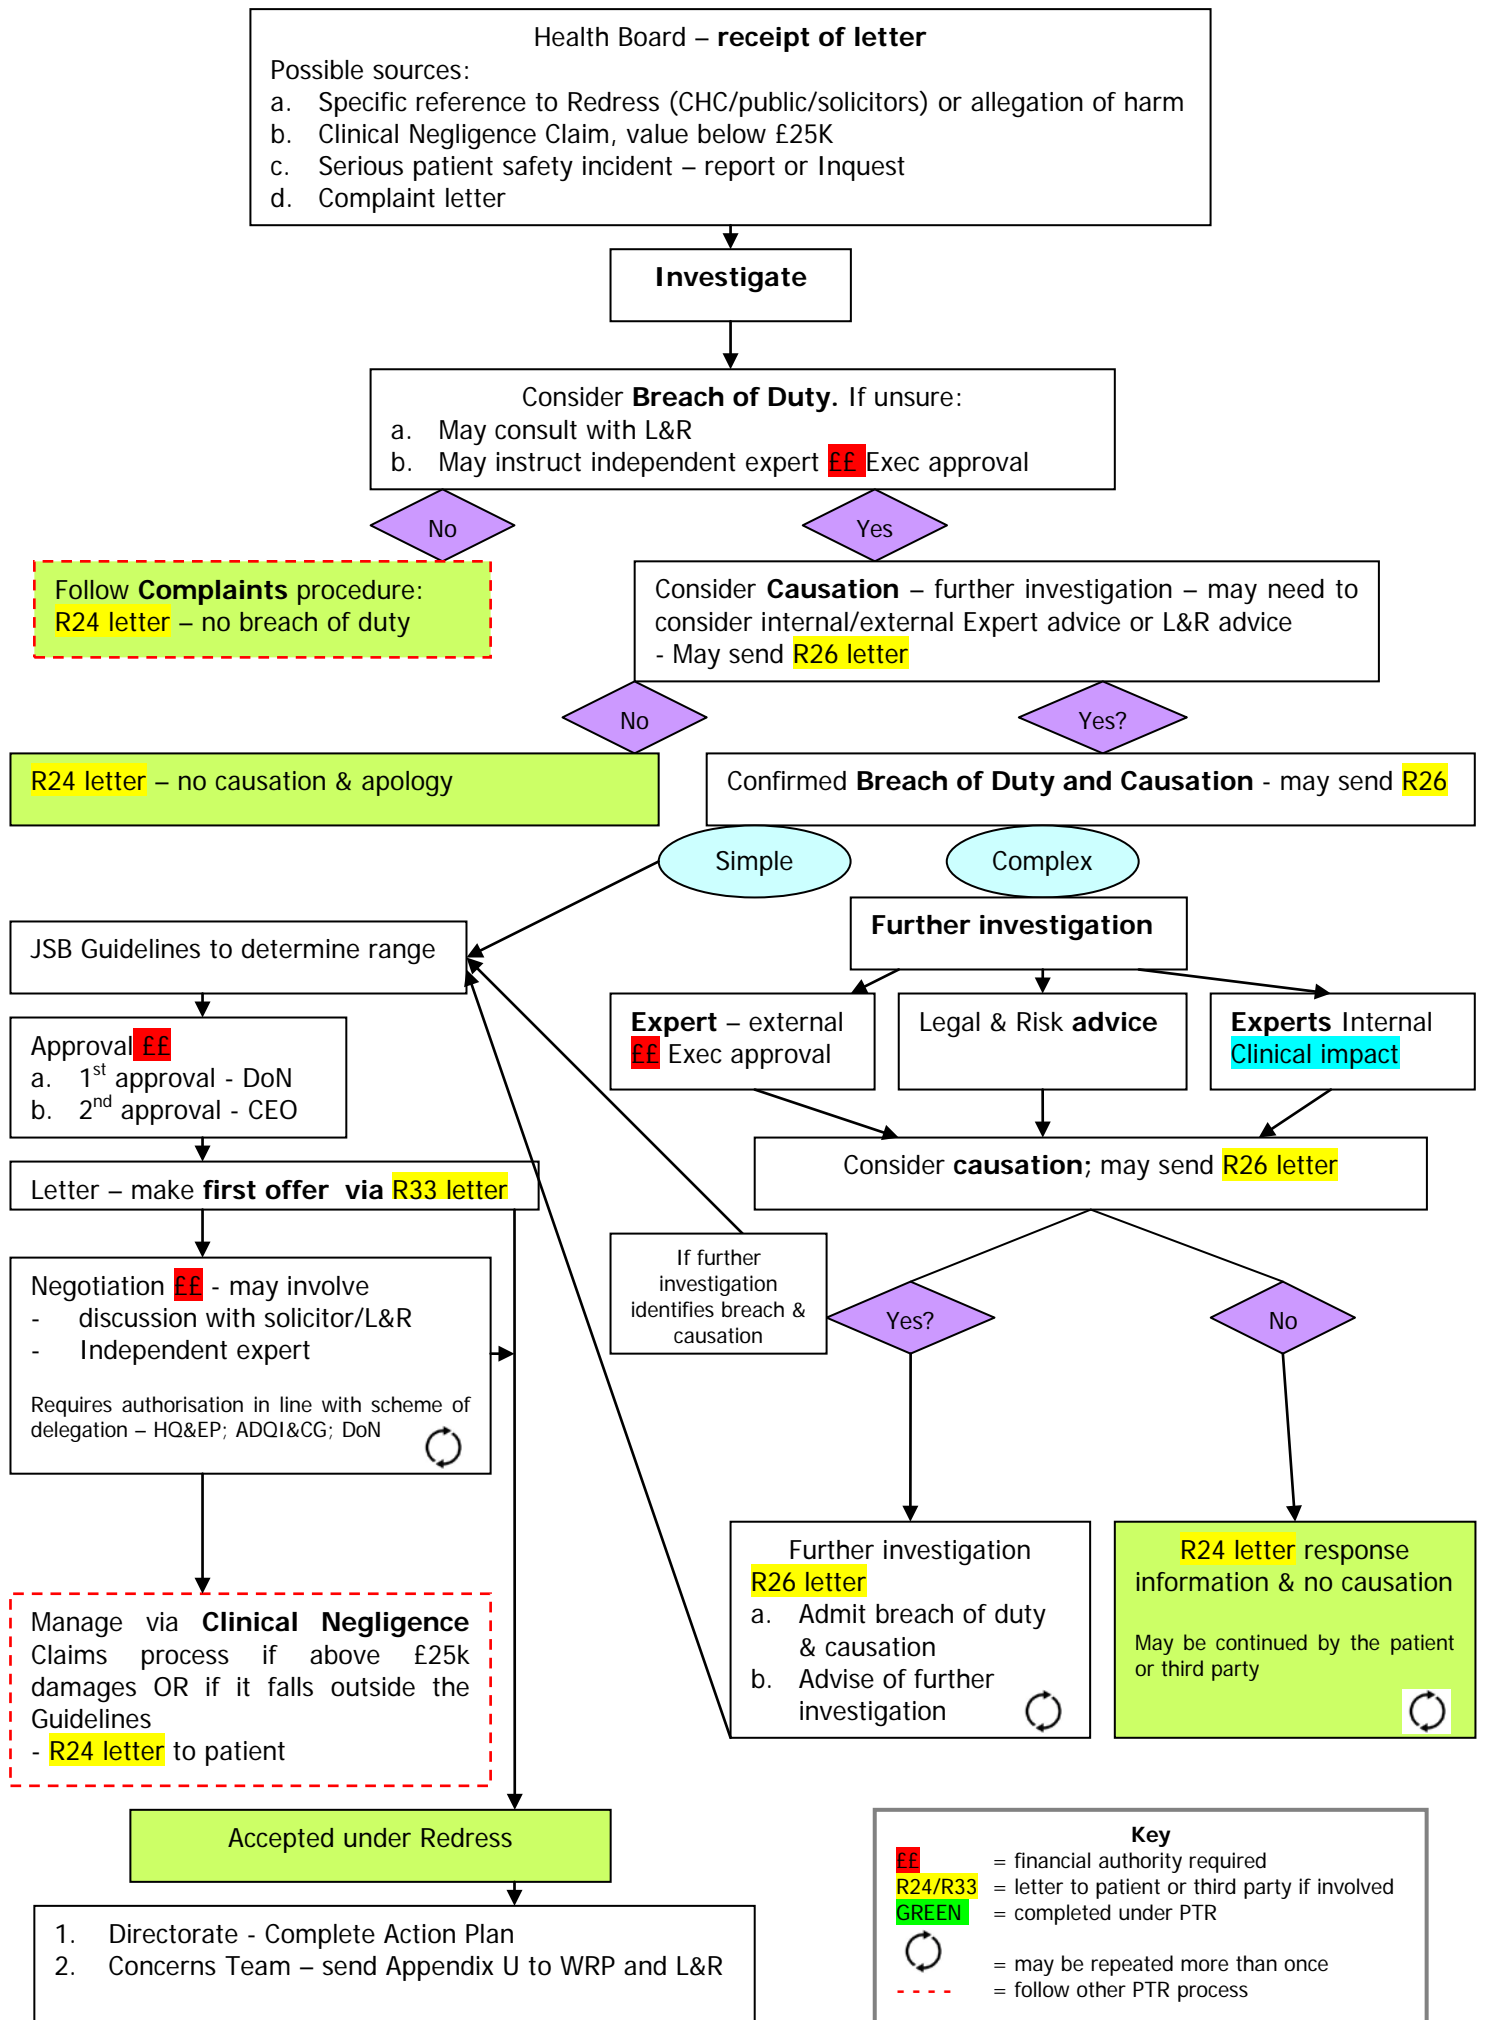 Health Board – receipt of letter
Possible sources:
a. Specific reference to Redress (CHC/public/solicitors) or allegation of harm
b. Clinical Negligence Claim, value below £25K
c. Serious patient safety incident – report or Inquest
d. Complaint letter
Investigate
Consider Breach of Duty. If unsure:
a. May consult with L&R
b. May instruct independent expert ££ Exec approval
No
Yes
Follow Complaints procedure:
R24 letter – no breach of duty
Consider Causation – further investigation – may need to
consider internal/external Expert advice or L&R advice
- May send R26 letter
No
Yes?
R24 letter – no causation & apology
Confirmed Breach of Duty and Causation - may send R26
Simple
Complex
Further investigation
JSB Guidelines to determine range
Expert – external
££ Exec approval
Legal & Risk advice
Experts Internal
Clinical impact
Approval ££
a. 1st approval - DoN
b. 2nd approval - CEO
Consider causation; may send R26 letter
Letter – make first offer via R33 letter
If further
investigation
identifies breach &
causation
Yes?
No
Negotiation ££ - may involve
- discussion with solicitor/L&R
- Independent expert
Requires authorisation in line with scheme of
delegation – HQ&EP; ADQI&CG; DoN
Further investigation
R26 letter
a. Admit breach of duty
& causation
b. Advise of further
investigation
R24 letter response
information & no causation
May be continued by the patient
or third party
Manage via Clinical Negligence
Claims process if above £25k
damages OR if it falls outside the
Guidelines
- R24 letter to patient
Accepted under Redress
1. Directorate - Complete Action Plan
2. Concerns Team – send Appendix U to WRP and L&R
Key
££ = financial authority required
R24/R33 = letter to patient or third party if involved
GREEN = completed under PTR
= may be repeated more than once
- - - - = follow other PTR process